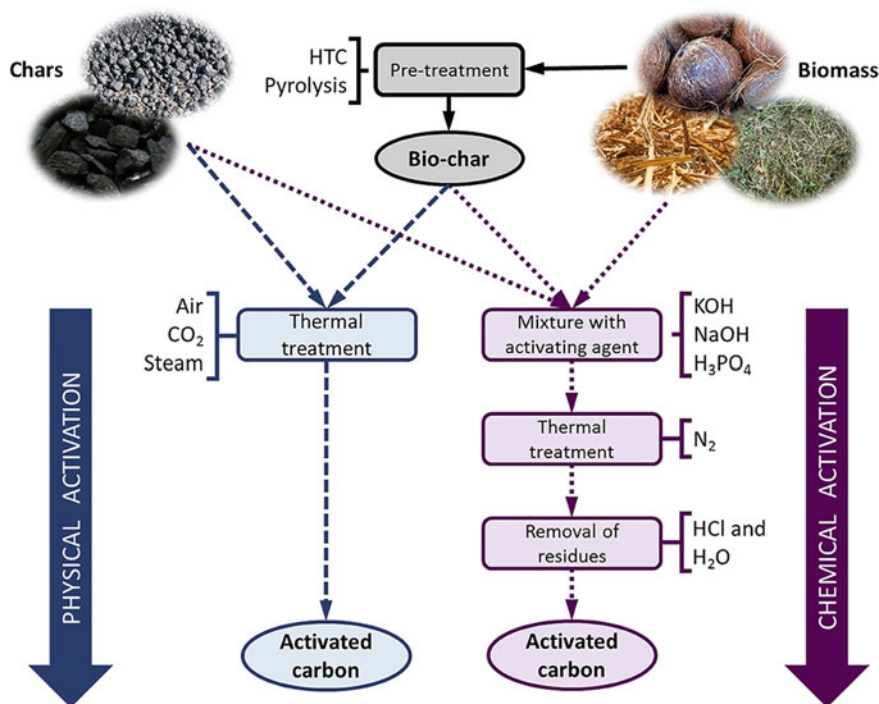 Chars
HTC
Pyrolysis
Pre-treatment
Biomass
Bio-char
Air
CO₂
Steam
Thermal
treatment
Mixture with
activating agent
KOH
NaOH
H₃PO₄
Thermal
treatment
N₂
Removal of
residues
HCl and
H₂O
Activated
carbon
Activated
carbon
PHYSICAL ACTIVATION
CHEMICAL ACTIVATION